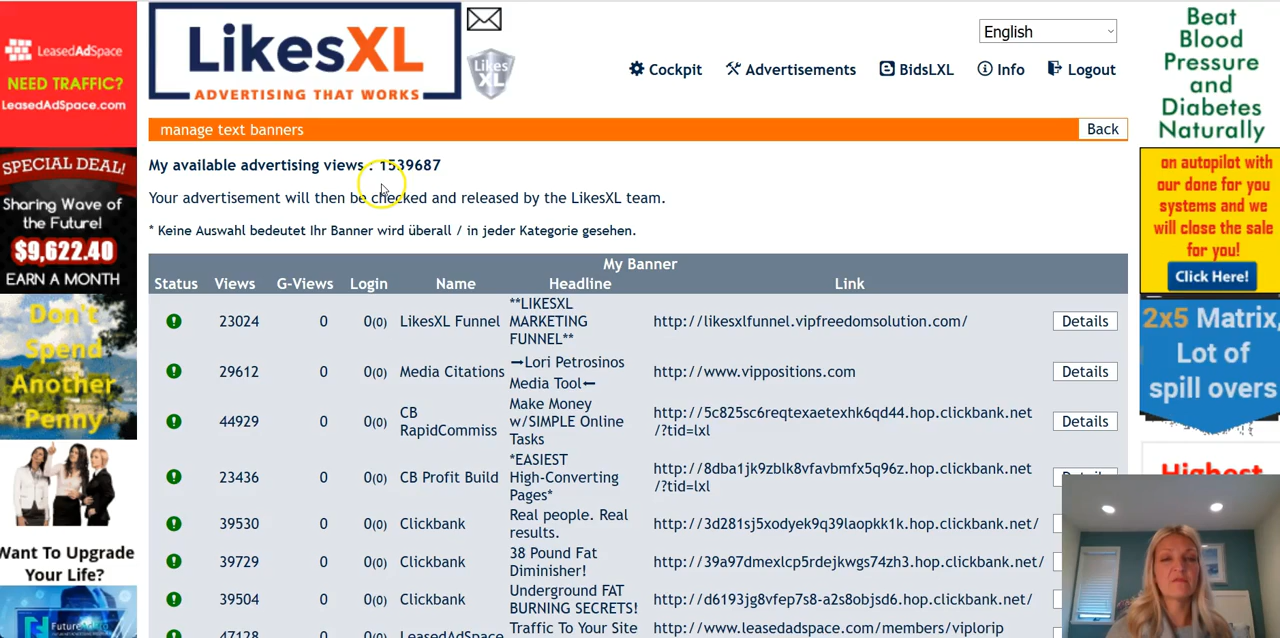 LeasedAdSpace
NEED TRAFFIC?
LeasedAdSpace.com
SPECIAL DEAL!
Sharing Wave of
the Future!
$9,622.40
EARN A MONTH
Don't
Spend
Another
Penny
Want To Upgrade
Your Life?
LikesXL
ADVERTISING THAT WORKS
Likes
XL
English
Cockpit
Advertisements
BidsLXL
Info
Logout
manage text banners
Back
My available advertising views : 1539687
Your advertisement will then be checked and released by the LikesXL team.
* Keine Auswahl bedeutet Ihr Banner wird überall / in jeder Kategorie gesehen.
My Banner
Status Views G-Views Login Name Headline Link
23024 0 0(0) LikesXL Funnel **LIKESXL
MARKETING
FUNNEL** http://likesxlfunnel.vipfreedomsolution.com/ Details
29612 0 0(0) Media Citations →Lori Petrosinos
Media Tool← http://www.vippositions.com Details
44929 0 0(0) CB
RapidCommiss Make Money
w/SIMPLE Online
Tasks http://5c825sc6reqtexaetexhk6qd44.hop.clickbank.net
/?tid=lxl Details
23436 0 0(0) CB Profit Build *EASIEST
High-Converting
Pages* http://8dba1jk9zblk8vfavbmfx5q96z.hop.clickbank.net
/?tid=lxl
39530 0 0(0) Clickbank Real people. Real
results. http://3d281sj5xodyek9q39laopkk1k.hop.clickbank.net/
39729 0 0(0) Clickbank 38 Pound Fat
Diminisher! http://39a97dmexlcp5rdejkwgs74zh3.hop.clickbank.net/
39504 0 0(0) Clickbank Underground FAT
BURNING SECRETS! http://d6193jg8vfep7s8-a2s8objsd6.hop.clickbank.net/
47128 0 0(0) LeasedAdSpace Traffic To Your Site http://www.leasedadspace.com/members/viplorip
Beat
Blood
Pressure
and
Diabetes
Naturally
on autopilot with
our done for you
systems and we
will close the sale
for you!
Click Here!
2x5 Matrix,
Lot of
spill overs
Highest